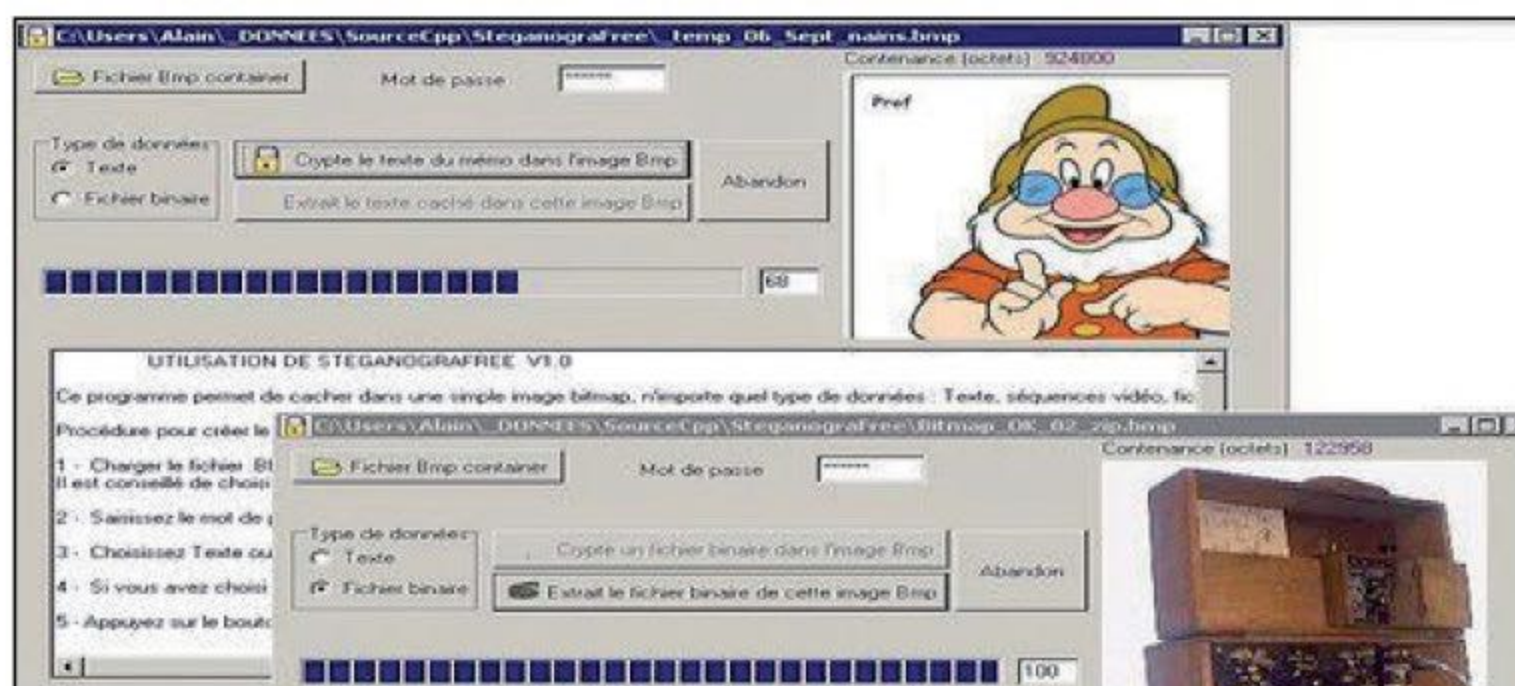 C:\Users\Alain\_DONNEES\SourceCpp\SteganograFree\_temp_06_Sept_nains.bmp
Fichier Bmp container
Mot de passe
******
Contenance (octets) 924800
Prof
Type de données
Texte
Fichier binaire
Crypte le texte du mémo dans l'image Bmp
Extrait le texte caché dans cette image Bmp
Abandon
68
UTILISATION DE STEGANOGRAFREE V1.0
Ce programme permet de cacher dans une simple image bitmap, n'importe quel type de données : Texte, séquences vidéo, fic
Procédure pour créer le
1 - Charger le fichier B
Il est conseillé de choisi
2 - Saisissez le mot de
3 - Choisissez Texte ou
4 - Si vous avez choisi
5 - Appuyez sur le bout
C:\Users\Alain\_DONNEES\SourceCpp\SteganograFree\Bitmap_OK_02_zip.bmp
Fichier Bmp container
Mot de passe
******
Contenance (octets) 122958
Type de données
Texte
Fichier binaire
Crypte un fichier binaire dans l'image Bmp
Extrait le fichier binaire de cette image Bmp
Abandon
100